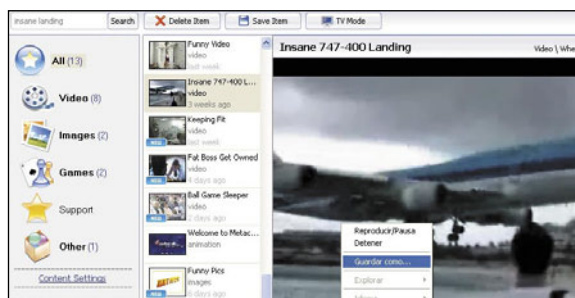 insane landing
Search
Delete Item
Save Item
TV Mode
All (13)
Video (8)
Images (2)
Games (2)
Support
Other (1)
Content Settings
Funny Video
video
last week
Insane 747-400 L...
video
3 weeks ago
Keeping Fit
video
last week
Fat Boss Get Owned
video
4 days ago
Ball Game Sleeper
video
2 days ago
Welcome to Metac...
animation
Funny Pics
images
6 days ago
Insane 747-400 Landing
Video \ Whe
Reproducir/Pausa
Detener
Guardar como...
Explorar